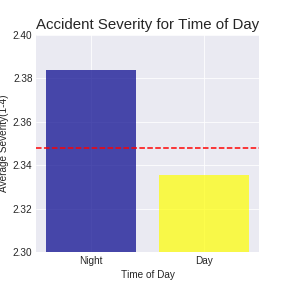 Accident Severity for Time of Day
2.40
2.38
2.36
2.34
2.32
2.30
Average Severity(1-4)
Night Day
Time of Day